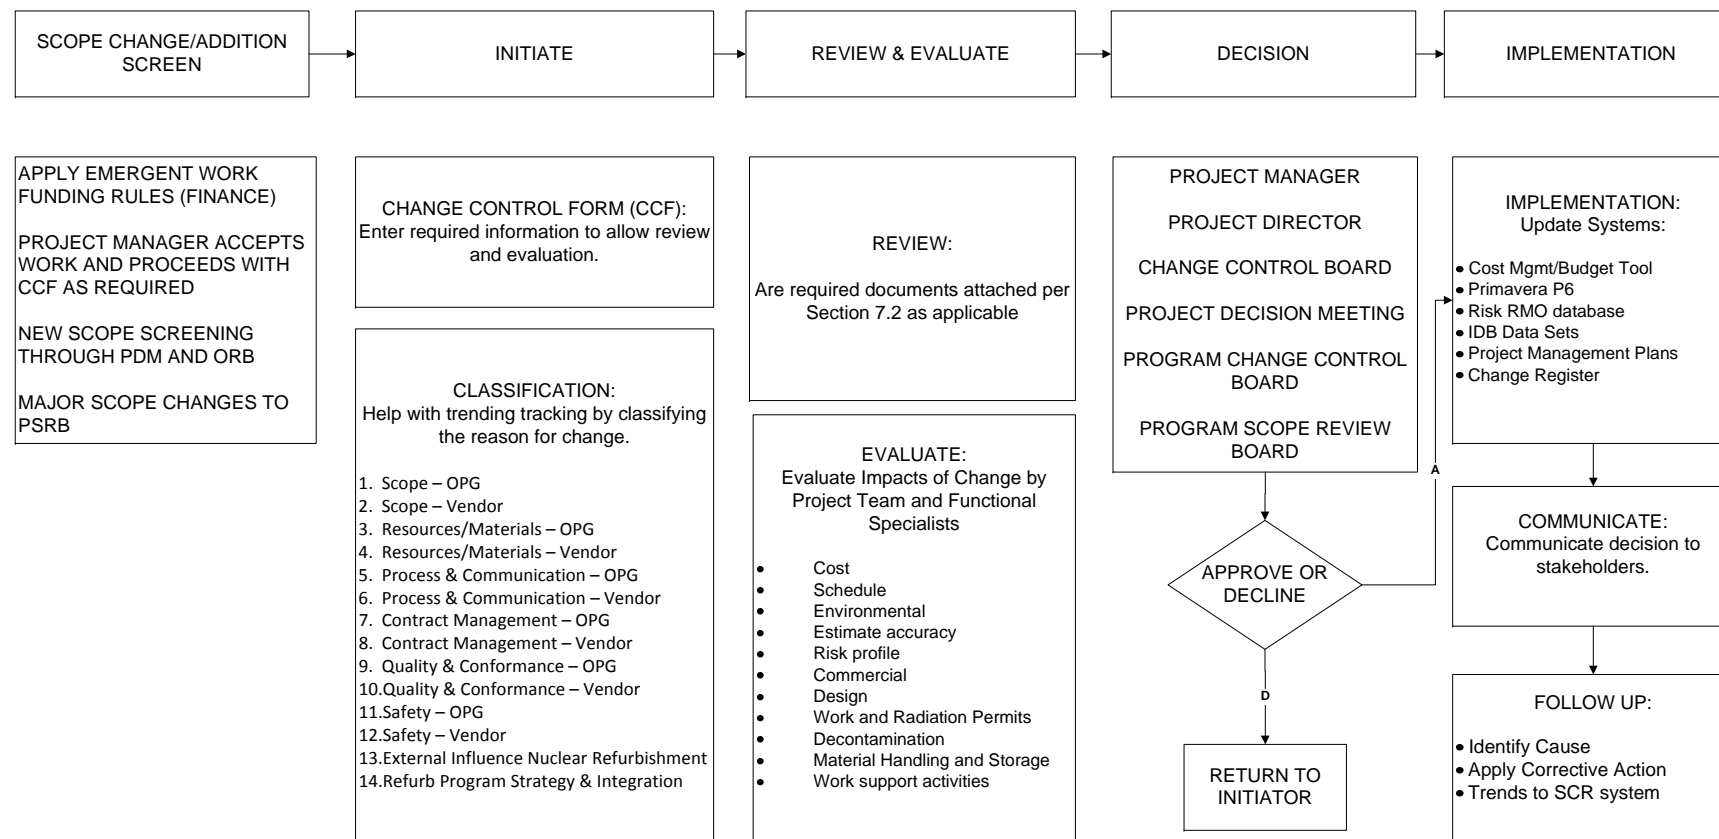 SCOPE CHANGE/ADDITION
SCREEN
INITIATE
REVIEW & EVALUATE
DECISION
IMPLEMENTATION
APPLY EMERGENT WORK
FUNDING RULES (FINANCE)
PROJECT MANAGER ACCEPTS
WORK AND PROCEEDS WITH
CCF AS REQUIRED
NEW SCOPE SCREENING
THROUGH PDM AND ORB
MAJOR SCOPE CHANGES TO
PSRB
CHANGE CONTROL FORM (CCF):
Enter required information to allow review
and evaluation.
CLASSIFICATION:
Help with trending tracking by classifying
the reason for change.
1. Scope – OPG
2. Scope – Vendor
3. Resources/Materials – OPG
4. Resources/Materials – Vendor
5. Process & Communication – OPG
6. Process & Communication – Vendor
7. Contract Management – OPG
8. Contract Management – Vendor
9. Quality & Conformance – OPG
10.Quality & Conformance – Vendor
11.Safety – OPG
12.Safety – Vendor
13.External Influence Nuclear Refurbishment
14.Refurb Program Strategy & Integration
REVIEW:
Are required documents attached per
Section 7.2 as applicable
EVALUATE:
Evaluate Impacts of Change by
Project Team and Functional
Specialists
• Cost
• Schedule
• Environmental
• Estimate accuracy
• Risk profile
• Commercial
• Design
• Work and Radiation Permits
• Decontamination
• Material Handling and Storage
• Work support activities
PROJECT MANAGER
PROJECT DIRECTOR
CHANGE CONTROL BOARD
PROJECT DECISION MEETING
PROGRAM CHANGE CONTROL
BOARD
PROGRAM SCOPE REVIEW
BOARD
APPROVE OR
DECLINE
A
D
RETURN TO
INITIATOR
IMPLEMENTATION:
Update Systems:
• Cost Mgmt/Budget Tool
• Primavera P6
• Risk RMO database
• IDB Data Sets
• Project Management Plans
• Change Register
COMMUNICATE:
Communicate decision to
stakeholders.
FOLLOW UP:
• Identify Cause
• Apply Corrective Action
• Trends to SCR system